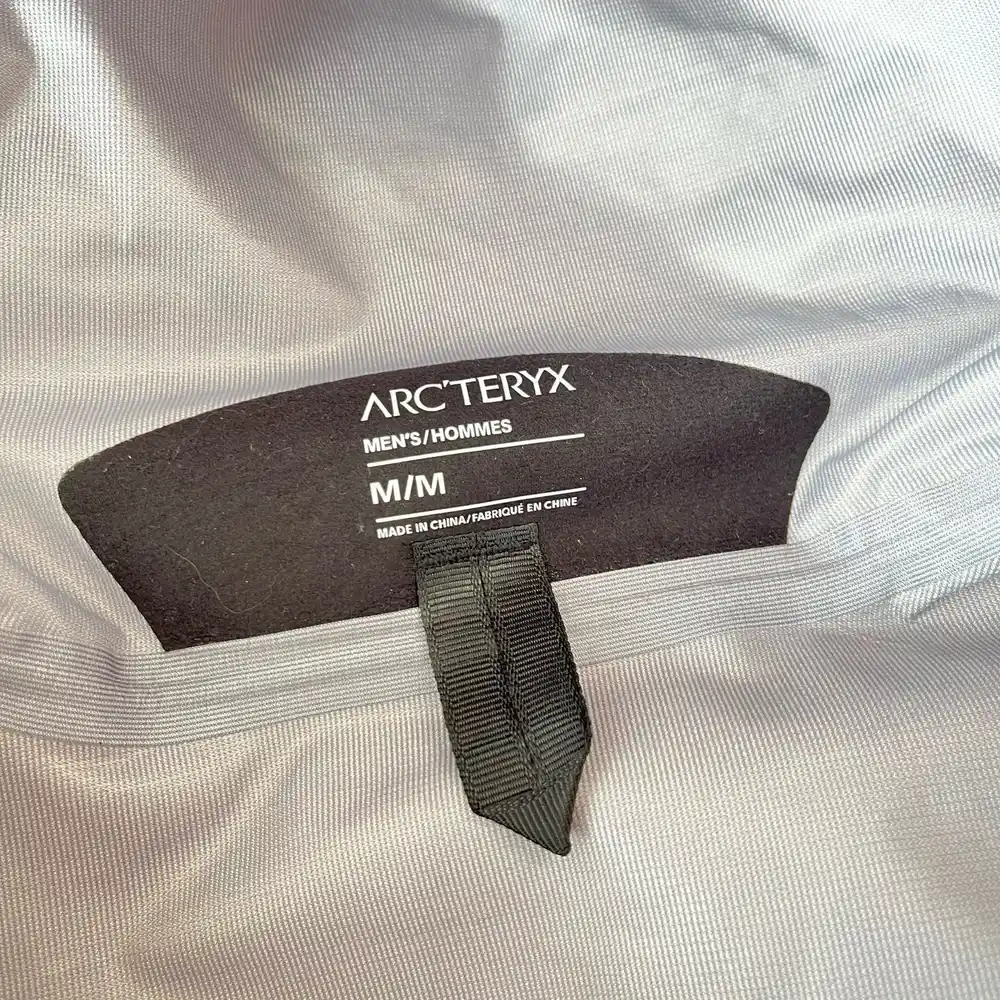 ARC'TERYX
MEN'S/HOMMES
M/M
MADE IN CHINA/FABRIQUÉ EN CHINE